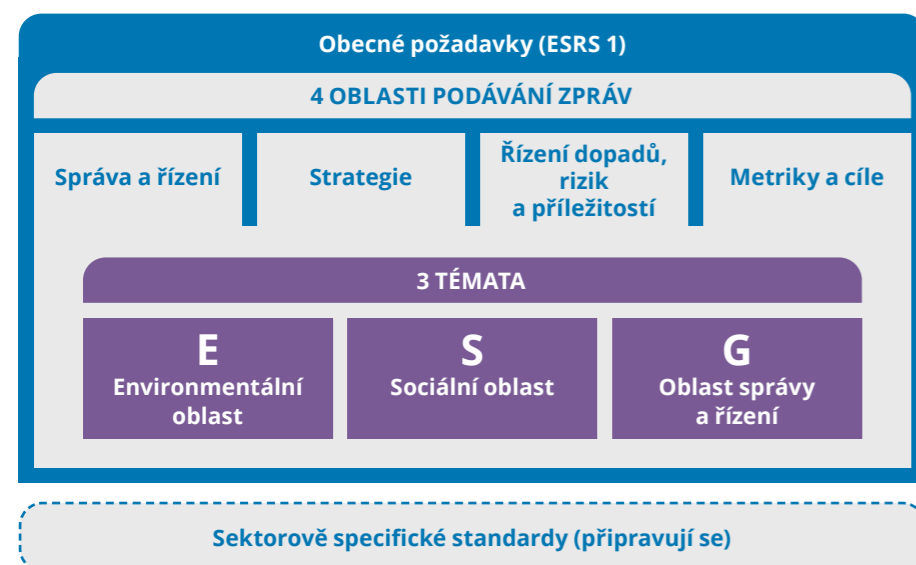 Obecné požadavky (ESRS 1)
4 OBLASTI PODÁVÁNÍ ZPRÁV
Správa a řízení
Strategie
Řízení dopadů,
rizik
a příležitostí
Metriky a cíle
3 TÉMATA
E
Environmentální
oblast
S
Sociální oblast
G
Oblast správy
a řízení
Sektorově specifické standardy (připravují se)